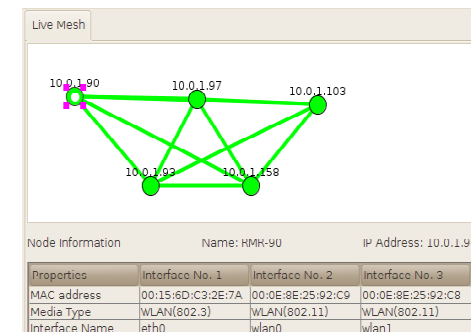 Live Mesh
10.0.1.90
10.0.1.97
10.0.1.103
10.0.1.93
10.0.1.158
Node Information Name: RMR-90 IP Address: 10.0.1.9
Properties Interface No. 1 Interface No. 2 Interface No. 3
MAC address 00:15:6D:C3:2E:7A 00:0E:8E:25:92:C9 00:0E:8E:25:92:C8
Media Type WLAN(802.3) WLAN(802.11) WLAN(802.11)
Interface Name eth0 wlan0 wlan1